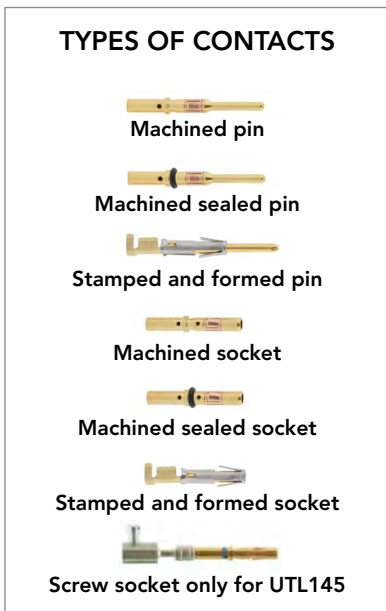 TYPES OF CONTACTS
Machined pin
Machined sealed pin
Stamped and formed pin
Machined socket
Machined sealed socket
Stamped and formed socket
Screw socket only for UTL145